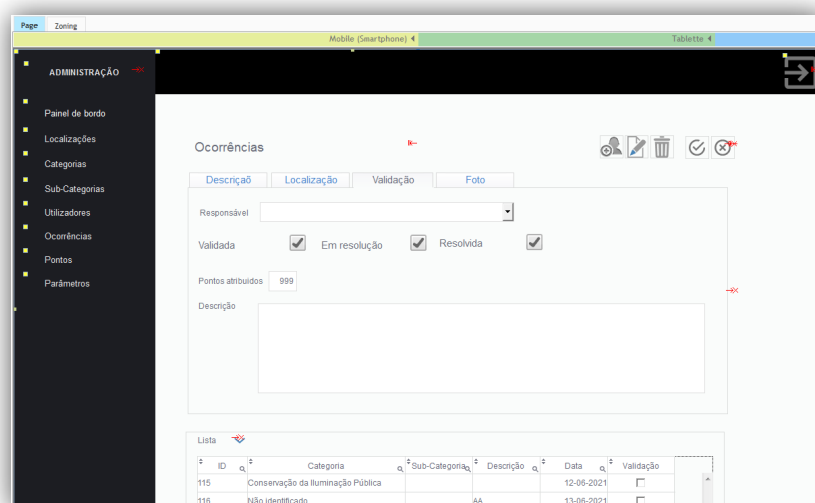 Page Zoning
Mobile (Smartphone) Tablette
ADMINISTRAÇÃO
Painel de bordo
Localizações
Categorias
Sub-Categorias
Utilizadores
Ocorrências
Pontos
Parâmetros
Ocorrências
Descriçaõ Localização Validação Foto
Responsável
Validada Em resolução Resolvida
Pontos atribuidos 999
Descrição
Lista
ID Categoria Sub-Categoria Descrição Data Validação
115 Conservação da Iluminação Pública 12-06-2021
116 Não identificado AA 13-06-2021